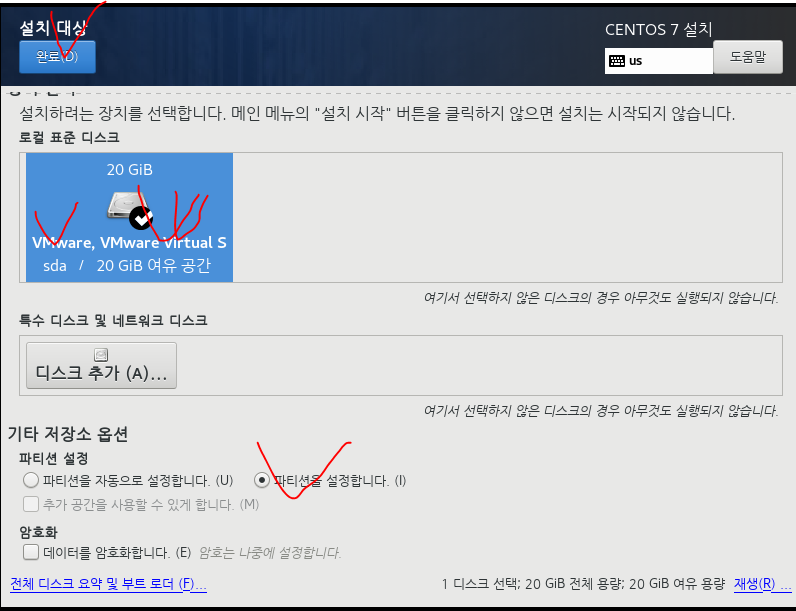 설치 대상
CENTOS 7 설치
완료(D)
us
도움말
설치하려는 장치를 선택합니다. 메인 메뉴의 "설치 시작" 버튼을 클릭하지 않으면 설치는 시작되지 않습니다.
로컬 표준 디스크
20 GiB
VMware, VMware Virtual S
sda / 20 GiB 여유 공간
여기서 선택하지 않은 디스크의 경우 아무것도 실행되지 않습니다.
특수 디스크 및 네트워크 디스크
디스크 추가 (A)...
여기서 선택하지 않은 디스크의 경우 아무것도 실행되지 않습니다.
기타 저장소 옵션
파티션 설정
파티션을 자동으로 설정합니다. (U) 파티션을 설정합니다. (I)
추가 공간을 사용할 수 있게 합니다. (M)
암호화
데이터를 암호화합니다. (E) 암호는 나중에 설정합니다.
전체 디스크 요약 및 부트 로더 (F)...
1 디스크 선택; 20 GiB 전체 용량; 20 GiB 여유 용량 재생(R) ...